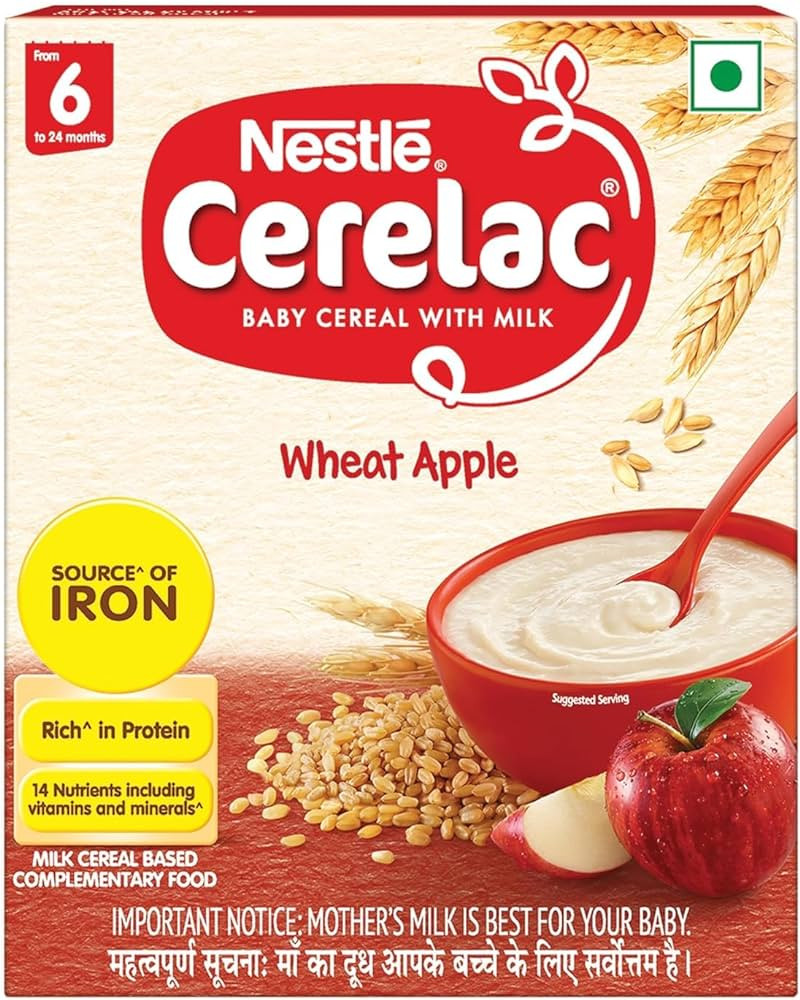 From
6
to 24 months
Nestlé®
Cerelac®
BABY CEREAL WITH MILK
Wheat Apple
SOURCE^ OF
IRON
Rich^ in Protein
14 Nutrients including
vitamins and minerals^
MILK CEREAL BASED
COMPLEMENTARY FOOD
Suggested Serving
IMPORTANT NOTICE: MOTHER'S MILK IS BEST FOR YOUR BABY.
महत्वपूर्ण सूचनाः माँ का दूध आपके बच्चे के लिए सर्वोत्तम है।